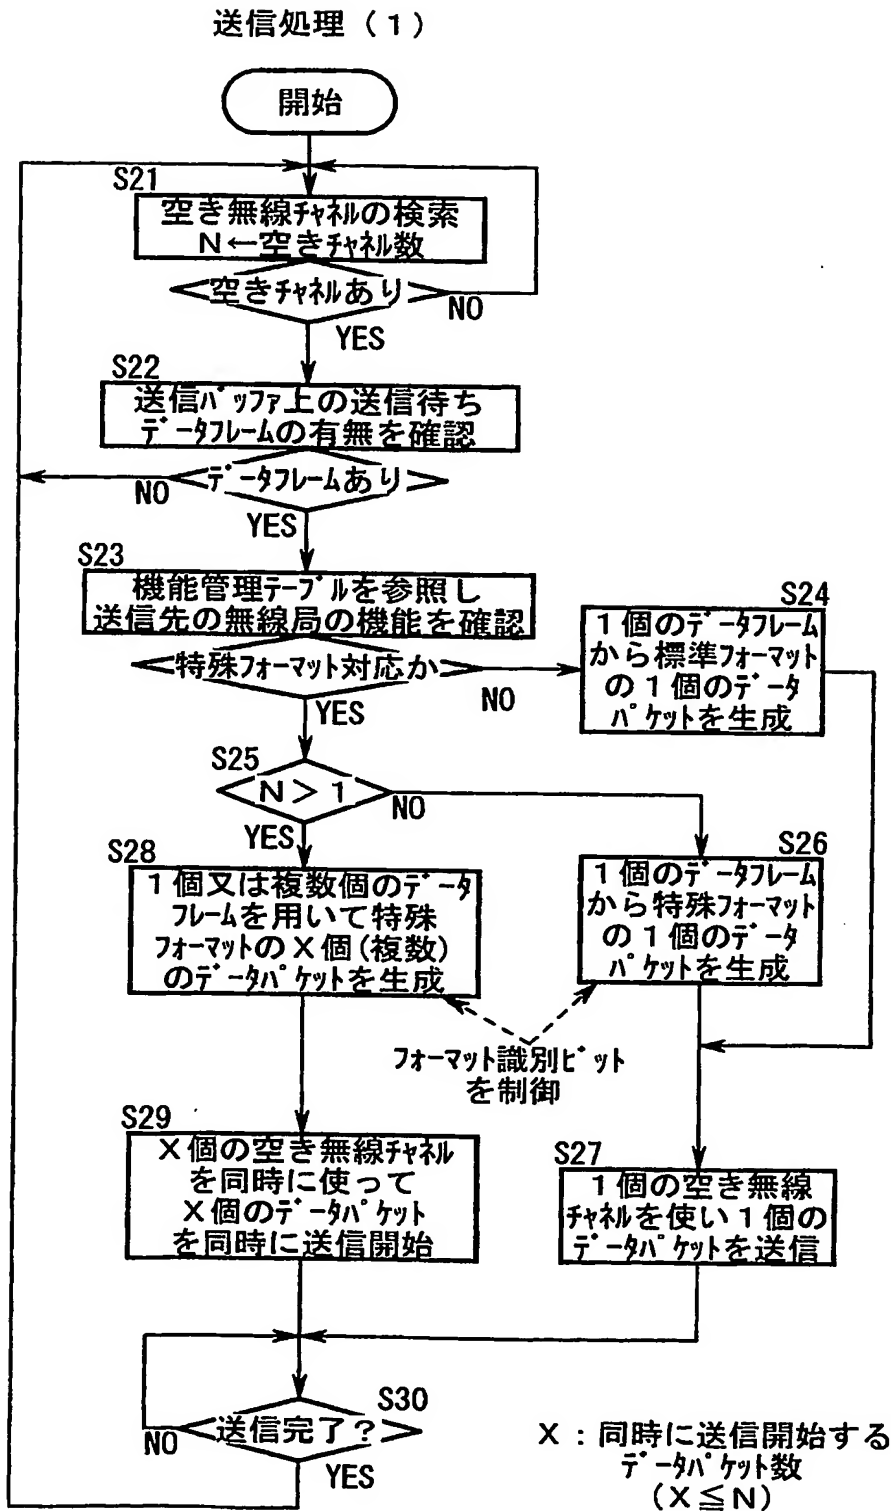 送信処理(1)
開始
S21
空き無線ﾁｬﾈﾙの検索
N←空きﾁｬﾈﾙ数
空きﾁｬﾈﾙあり
NO
YES
S22
送信ﾊﾞｯﾌｧ上の送信待ち
ﾃﾞｰﾀﾌﾚｰﾑの有無を確認
ﾃﾞｰﾀﾌﾚｰﾑあり
NO
YES
S23
機能管理ﾃｰﾌﾞﾙを参照し
送信先の無線局の機能を確認
特殊ﾌｫｰﾏｯﾄ対応か
NO
YES
S24
1個のﾃﾞｰﾀﾌﾚｰﾑ
から標準ﾌｫｰﾏｯﾄ
の1個のﾃﾞｰﾀ
ﾊﾟｹｯﾄを生成
S25
N>1
NO
YES
S28
1個又は複数個のﾃﾞｰﾀ
ﾌﾚｰﾑを用いて特殊
ﾌｫｰﾏｯﾄのX個(複数)
のﾃﾞｰﾀﾊﾟｹｯﾄを生成
S26
1個のﾃﾞｰﾀﾌﾚｰﾑ
から特殊ﾌｫｰﾏｯﾄ
の1個のﾃﾞｰﾀ
ﾊﾟｹｯﾄを生成
ﾌｫｰﾏｯﾄ識別ﾋﾞｯﾄ
を制御
S29
X個の空き無線ﾁｬﾈﾙ
を同時に使って
X個のﾃﾞｰﾀﾊﾟｹｯﾄ
を同時に送信開始
S27
1個の空き無線
ﾁｬﾈﾙを使い1個の
ﾃﾞｰﾀﾊﾟｹｯﾄを送信
S30
送信完了?
NO
YES
X:同時に送信開始する
ﾃﾞｰﾀﾊﾟｹｯﾄ数
(X≦N)